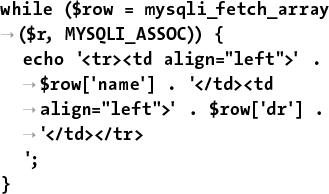 while ($row = mysqli_fetch_array
→($r, MYSQLI_ASSOC)) {
echo '<tr><td align="left">' .
→$row['name'] . '</td><td
→align="left">' . $row['dr'] .
→'</td></tr>
';
}